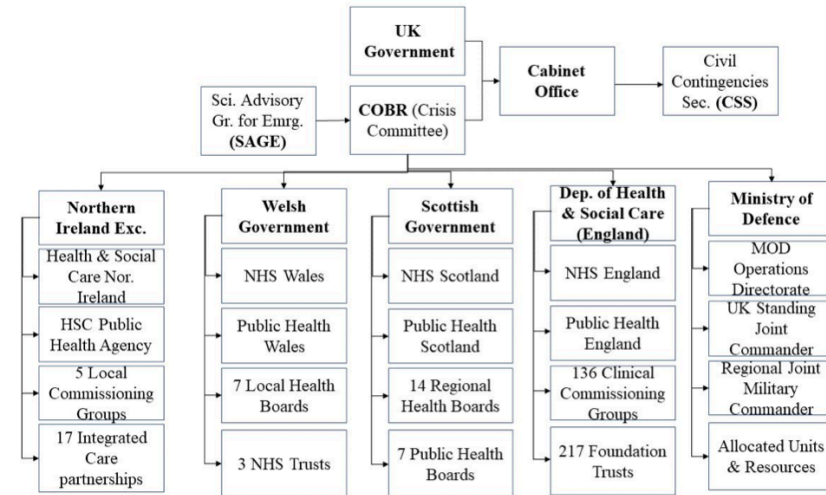 UK
Government
Cabinet
Office
Civil
Contingencies
Sec. (CSS)
Sci. Advisory
Gr. for Emrg.
(SAGE)
COBR (Crisis
Committee)
Northern
Ireland Exc.
Health & Social
Care Nor.
Ireland
HSC Public
Health Agency
5 Local
Commissioning
Groups
17 Integrated
Care
partnerships
Welsh
Government
NHS Wales
Public Health
Wales
7 Local Health
Boards
3 NHS Trusts
Scottish
Government
NHS Scotland
Public Health
Scotland
14 Regional
Health Boards
7 Public Health
Boards
Dep. of Health
& Social Care
(England)
NHS England
Public Health
England
136 Clinical
Commissioning
Groups
217 Foundation
Trusts
Ministry of
Defence
MOD
Operations
Directorate
UK Standing
Joint
Commander
Regional Joint
Military
Commander
Allocated Units
& Resources